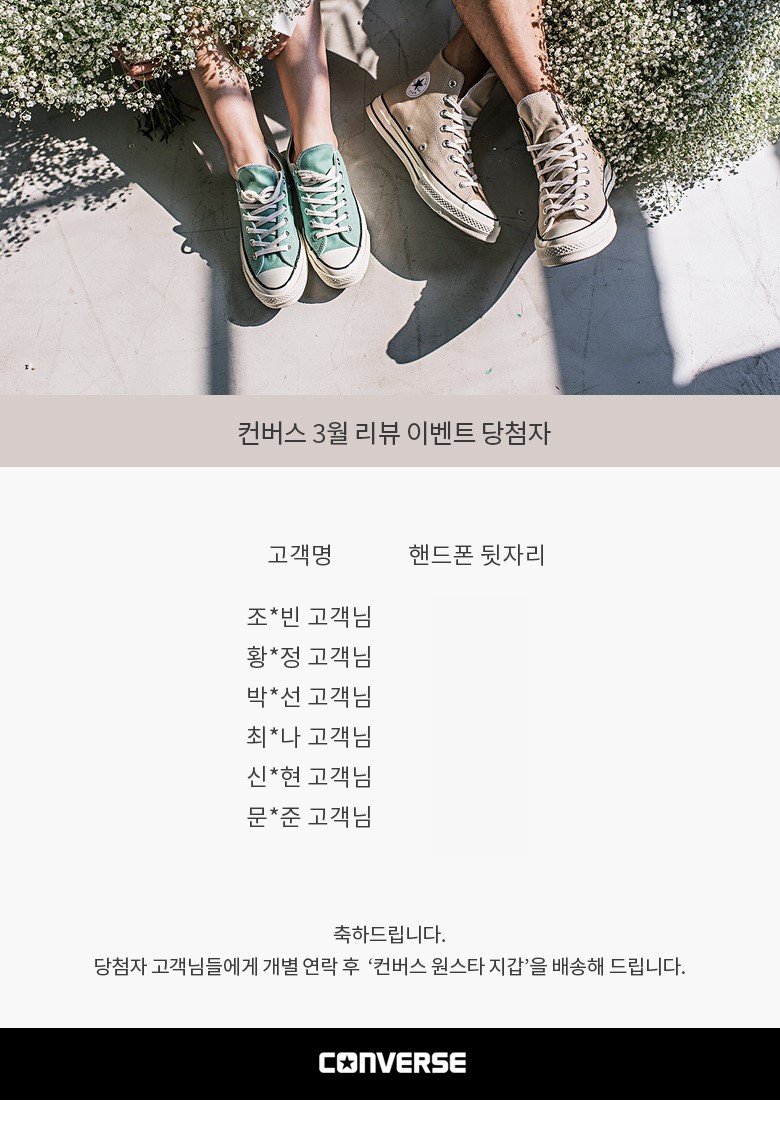 컨버스 3월 리뷰 이벤트 당첨자
고객명 핸드폰 뒷자리
조*빈 고객님
황*정 고객님
박*선 고객님
최*나 고객님
신*현 고객님
문*준 고객님
축하드립니다.
당첨자 고객님들에게 개별 연락 후 ‘컨버스 원스타 지갑’을 배송해 드립니다.
CONVERSE